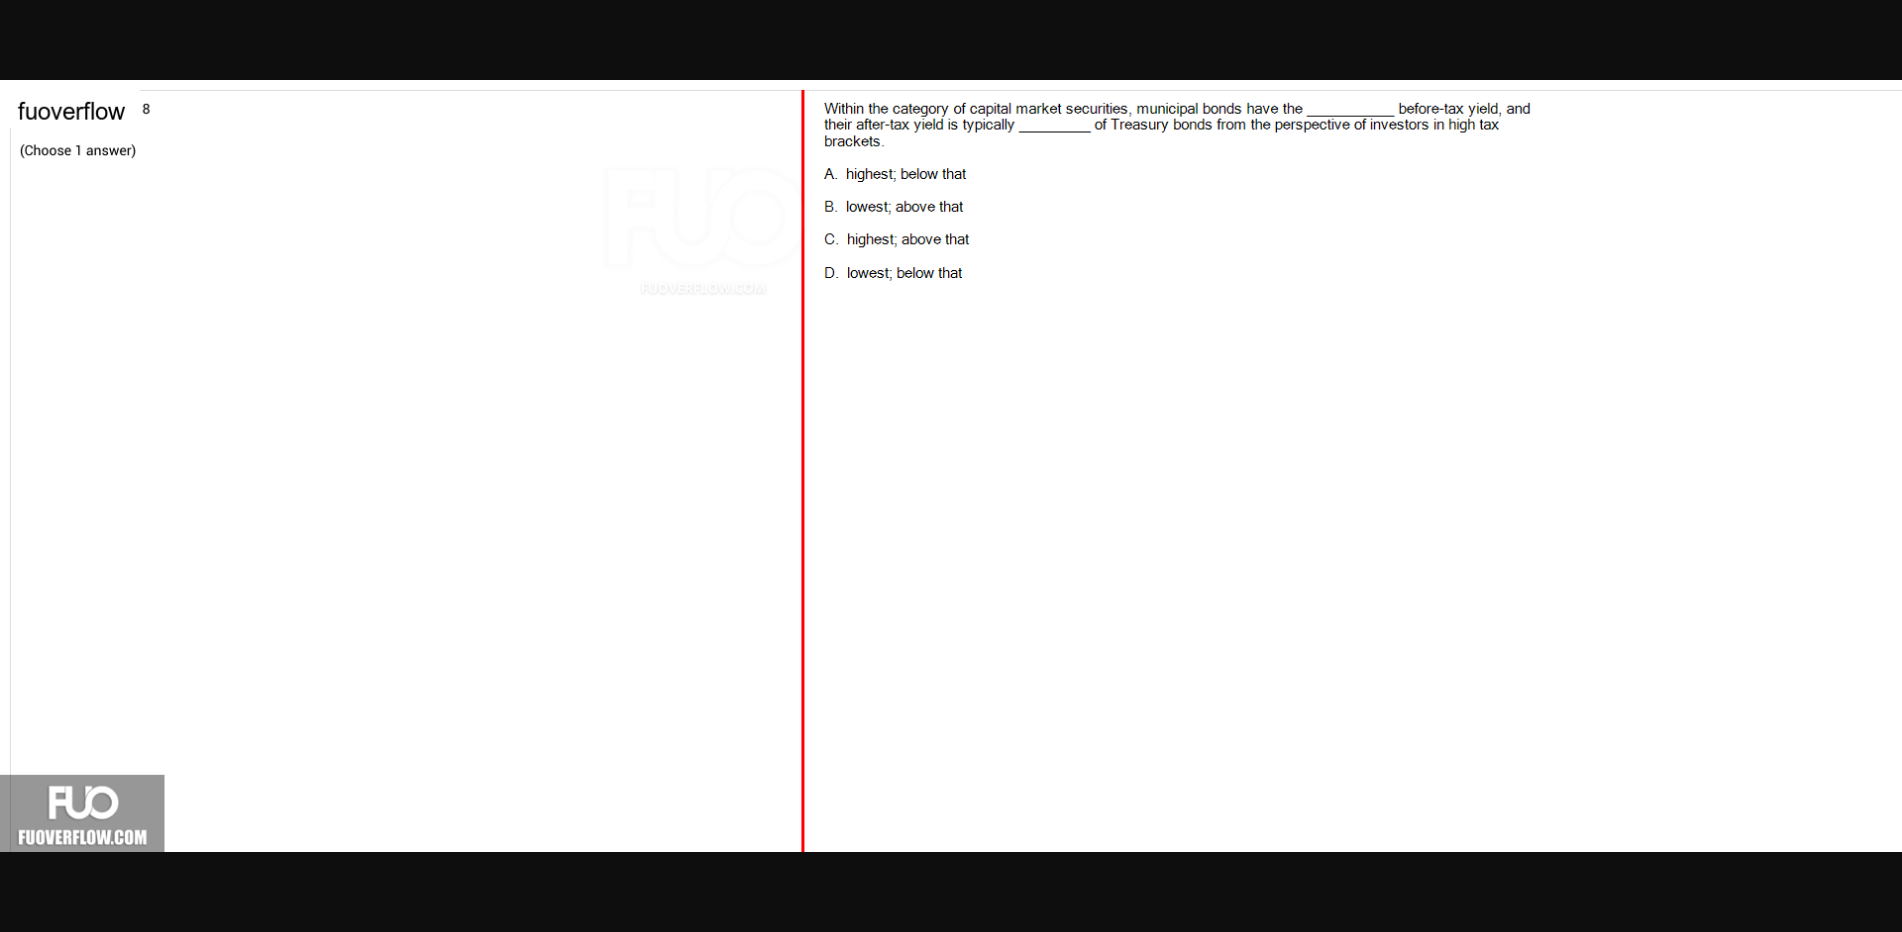 fuoverflow 8
(Choose 1 answer)
Within the category of capital market securities, municipal bonds have the ___________ before-tax yield, and
their after-tax yield is typically _________ of Treasury bonds from the perspective of investors in high tax
brackets.
A. highest; below that
B. lowest; above that
C. highest; above that
D. lowest; below that
FUO
FUOVERFLOW.COM
FUO
FUOVERFLOW.COM